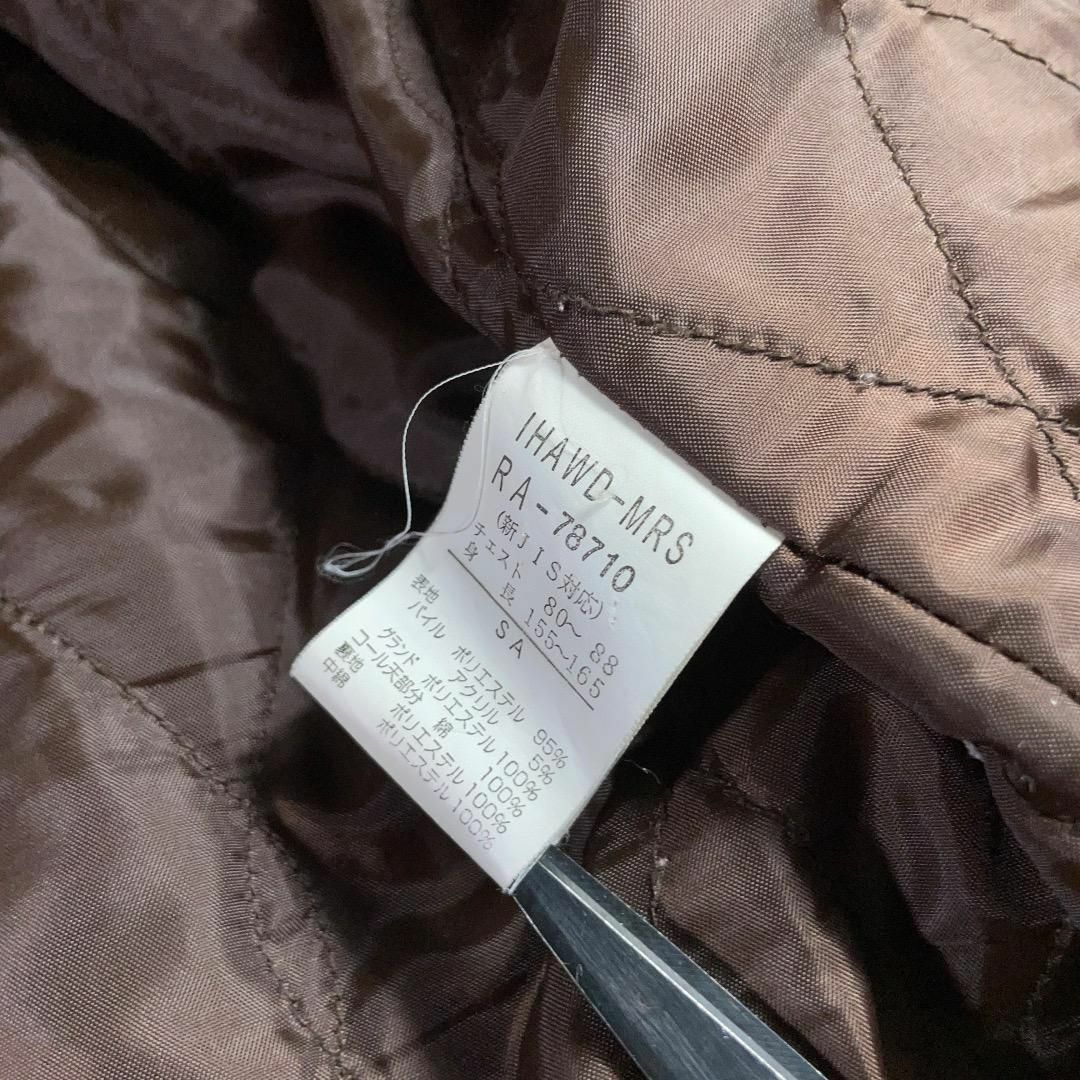 IHAWD-MRS
RA-78710
(新JIS対応)
チェスト 80~ 88
身 長 155~165
SA
表地
パイル ポリエステル 95%
アクリル 5%
グランド ポリエステル 100%
コール天部分 綿 100%
裏地 ポリエステル 100%
中綿 ポリエステル 100%